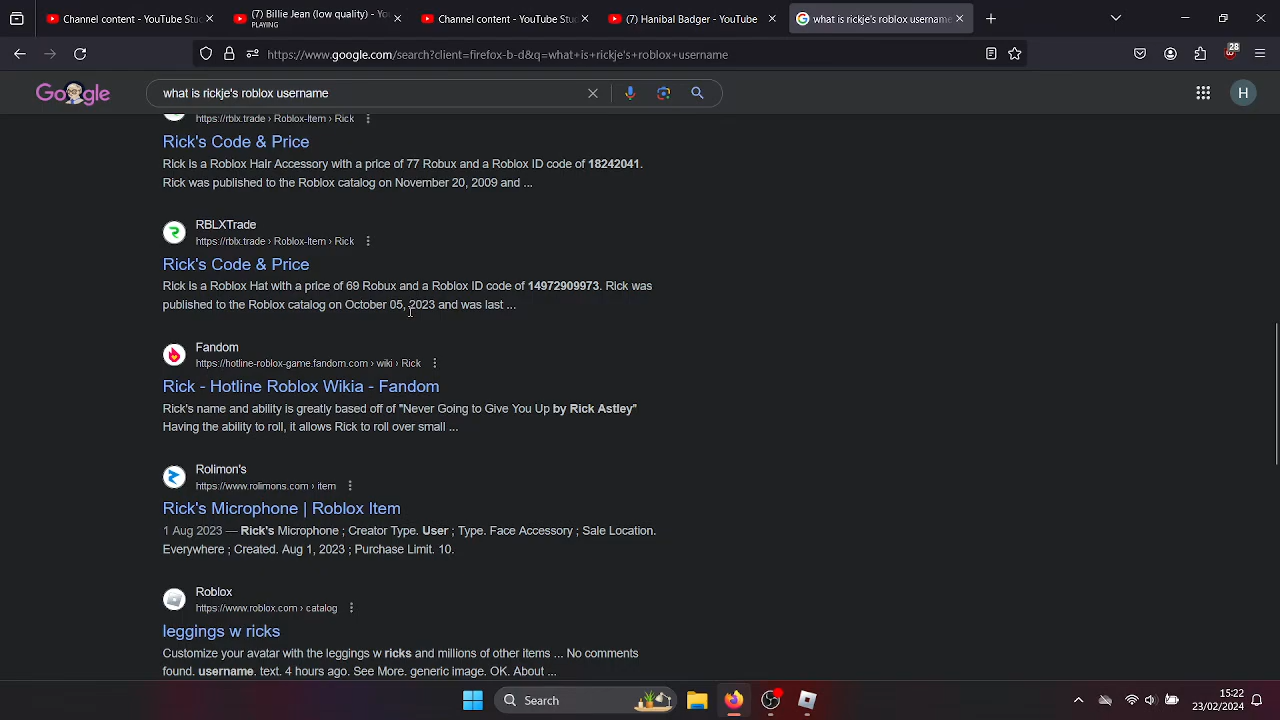 Channel content - YouTube Stu
(7) Billie Jean (low quality) - Yo
PLAYING
Channel content - YouTube Stu
(7) Hanibal Badger - YouTube
what is rickje's roblox username
https://www.google.com/search?client=firefox-b-d&q=what+is+rickje's+roblox+username
28
Google
what is rickje's roblox username
H
https://rblx.trade › Roblox-Item › Rick
Rick's Code & Price
Rick is a Roblox Hair Accessory with a price of 77 Robux and a Roblox ID code of 18242041.
Rick was published to the Roblox catalog on November 20, 2009 and ...
RBLXTrade
https://rblx.trade › Roblox-Item › Rick
Rick's Code & Price
Rick is a Roblox Hat with a price of 69 Robux and a Roblox ID code of 14972909973. Rick was
published to the Roblox catalog on October 05, 2023 and was last ...
Fandom
https://hotline-roblox-game.fandom.com › wiki › Rick
Rick - Hotline Roblox Wikia - Fandom
Rick's name and ability is greatly based off of "Never Going to Give You Up by Rick Astley"
Having the ability to roll, it allows Rick to roll over small ...
Rolimon's
https://www.rolimons.com › item
Rick's Microphone | Roblox Item
1 Aug 2023 — Rick's Microphone ; Creator Type. User ; Type. Face Accessory ; Sale Location.
Everywhere ; Created. Aug 1, 2023 ; Purchase Limit. 10.
Roblox
https://www.roblox.com › catalog
leggings w ricks
Customize your avatar with the leggings w ricks and millions of other items ... No comments
found. username. text. 4 hours ago. See More. generic image. OK. About ...
Search
15:32
23/02/2024